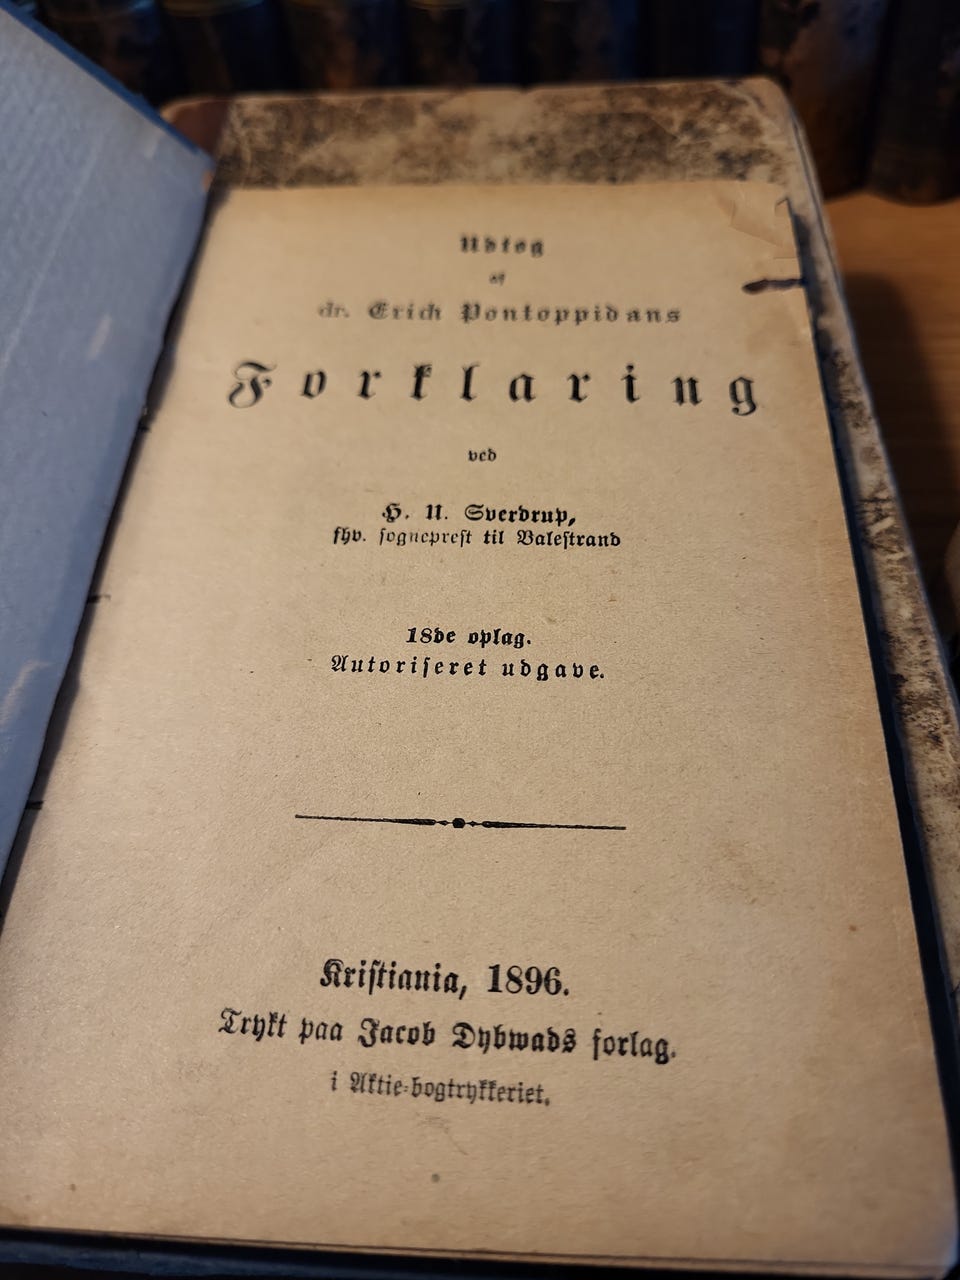 Udtog
af
dr. Erich Pontoppidans
Forklaring
ved
H. U. Sverdrup,
fhv. sogneprest til Balestrand
18de oplag.
Autoriseret udgave.
Kristiania, 1896.
Trykt paa Jacob Dybwads forlag.
i Aktie-bogtrykkeriet.